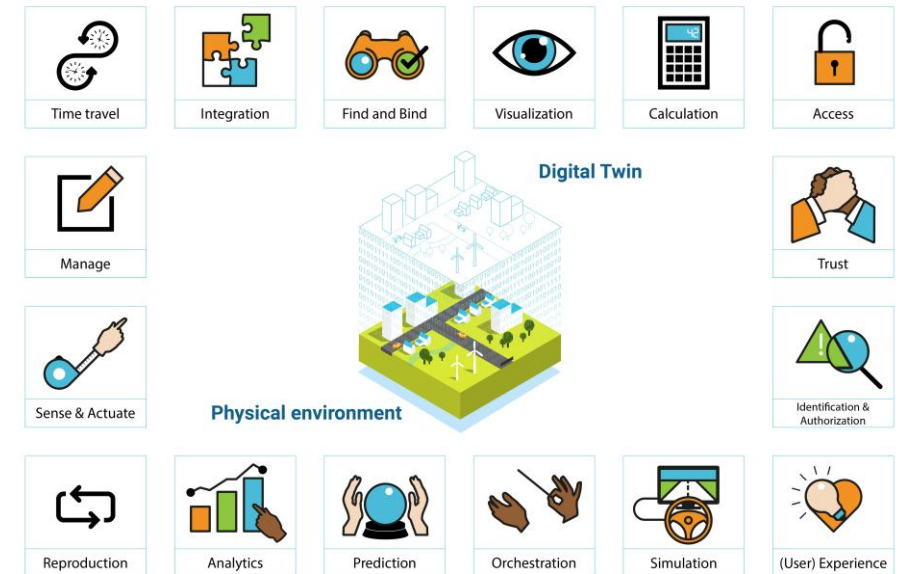 42
Time travel
Integration
Find and Bind
Visualization
Calculation
Access
Digital Twin
Manage
Trust
Sense & Actuate
Physical environment
Identification &
Authorization
Reproduction
Analytics
Prediction
Orchestration
Simulation
(User) Experience